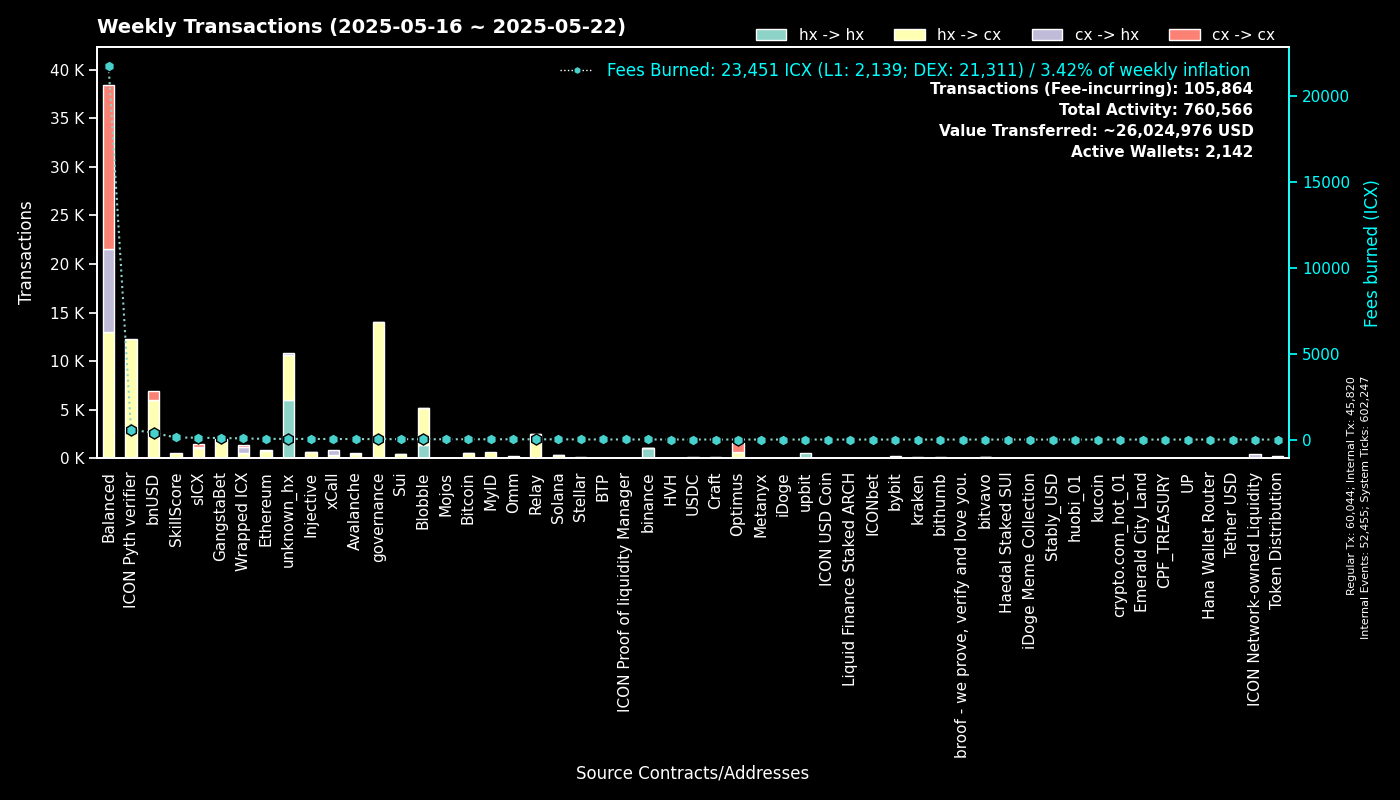 Weekly Transactions (2025-05-16 ~ 2025-05-22)
hx -> hx
hx -> cx
cx -> hx
cx -> cx
Fees Burned: 23,451 ICX (L1: 2,139; DEX: 21,311) / 3.42% of weekly inflation
Transactions (Fee-incurring): 105,864
Total Activity: 760,566
Value Transferred: ~26,024,976 USD
Active Wallets: 2,142
Transactions
40 K
35 K
30 K
25 K
20 K
15 K
10 K
5 K
0 K
20000
15000
10000
5000
0
Fees burned (ICX)
Regular Tx: 60,044; Internal Tx: 45,820
Internal Events: 52,455; System Ticks: 602,247
Balanced
ICON Pyth verifier
bnUSD
SkillScore
sICX
GangstaBet
Wrapped ICX
Ethereum
unknown_hx
Injective
xCall
Avalanche
governance
Sui
Blobble
Mojos
Bitcoin
MyID
Omm
Relay
Solana
Stellar
BTP
ICON Proof of liquidity Manager
binance
HVH
USDC
Craft
Optimus
Metanyx
iDoge
upbit
ICON USD Coin
Liquid Finance Staked ARCH
ICONbet
bybit
kraken
bithumb
broof - we prove, verify and love you.
bitvavo
Haedal Staked SUI
iDoge Meme Collection
Stably_USD
huobi_01
kucoin
crypto.com_hot_01
Emerald City Land
CPF_TREASURY
UP
Hana Wallet Router
Tether USD
ICON Network-owned Liquidity
Token Distribution
Source Contracts/Addresses